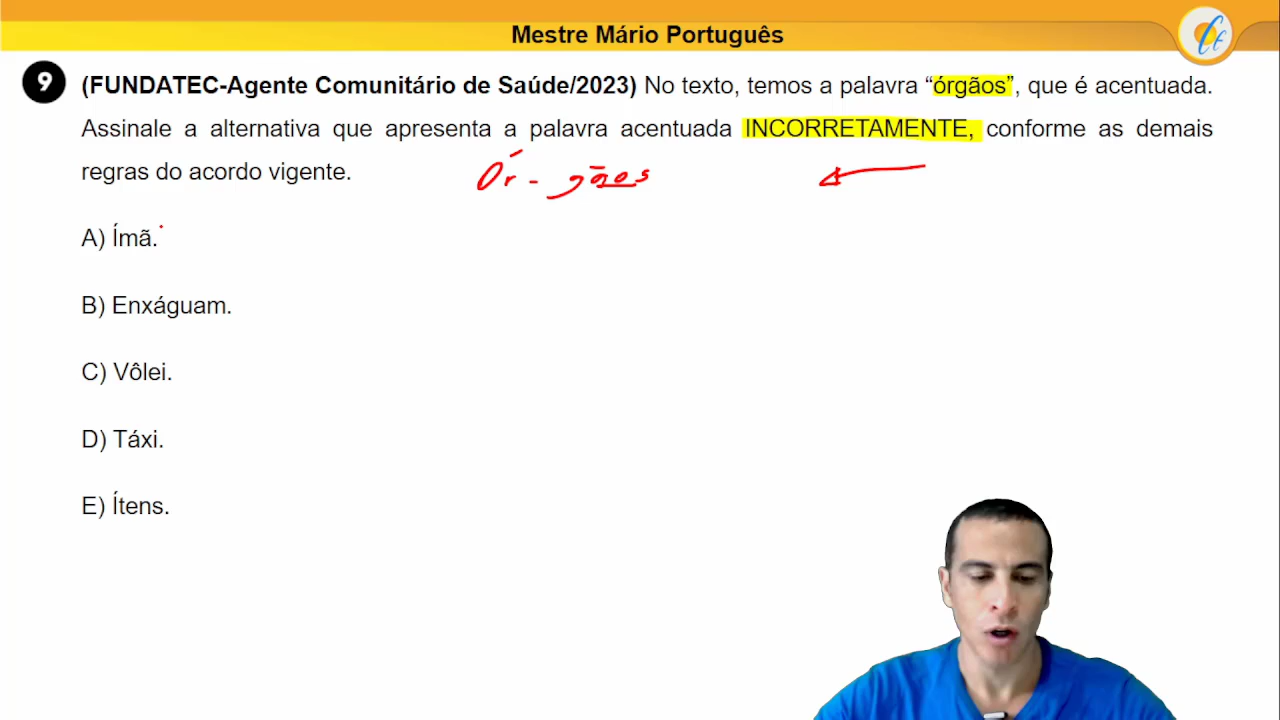 Mestre Mário Português
9 (FUNDATEC-Agente Comunitário de Saúde/2023) No texto, temos a palavra “órgãos”, que é acentuada.
Assinale a alternativa que apresenta a palavra acentuada INCORRETAMENTE, conforme as demais
regras do acordo vigente.
Ór - gãos
A) Ímã.
B) Enxáguam.
C) Vôlei.
D) Táxi.
E) Ítens.